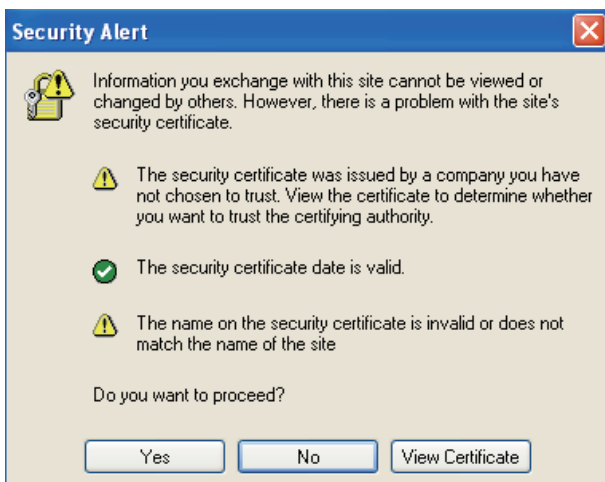 Security Alert
Information you exchange with this site cannot be viewed or
changed by others. However, there is a problem with the site's
security certificate.
The security certificate was issued by a company you have
not chosen to trust. View the certificate to determine whether
you want to trust the certifying authority.
The security certificate date is valid.
The name on the security certificate is invalid or does not
match the name of the site
Do you want to proceed?
Yes No View Certificate